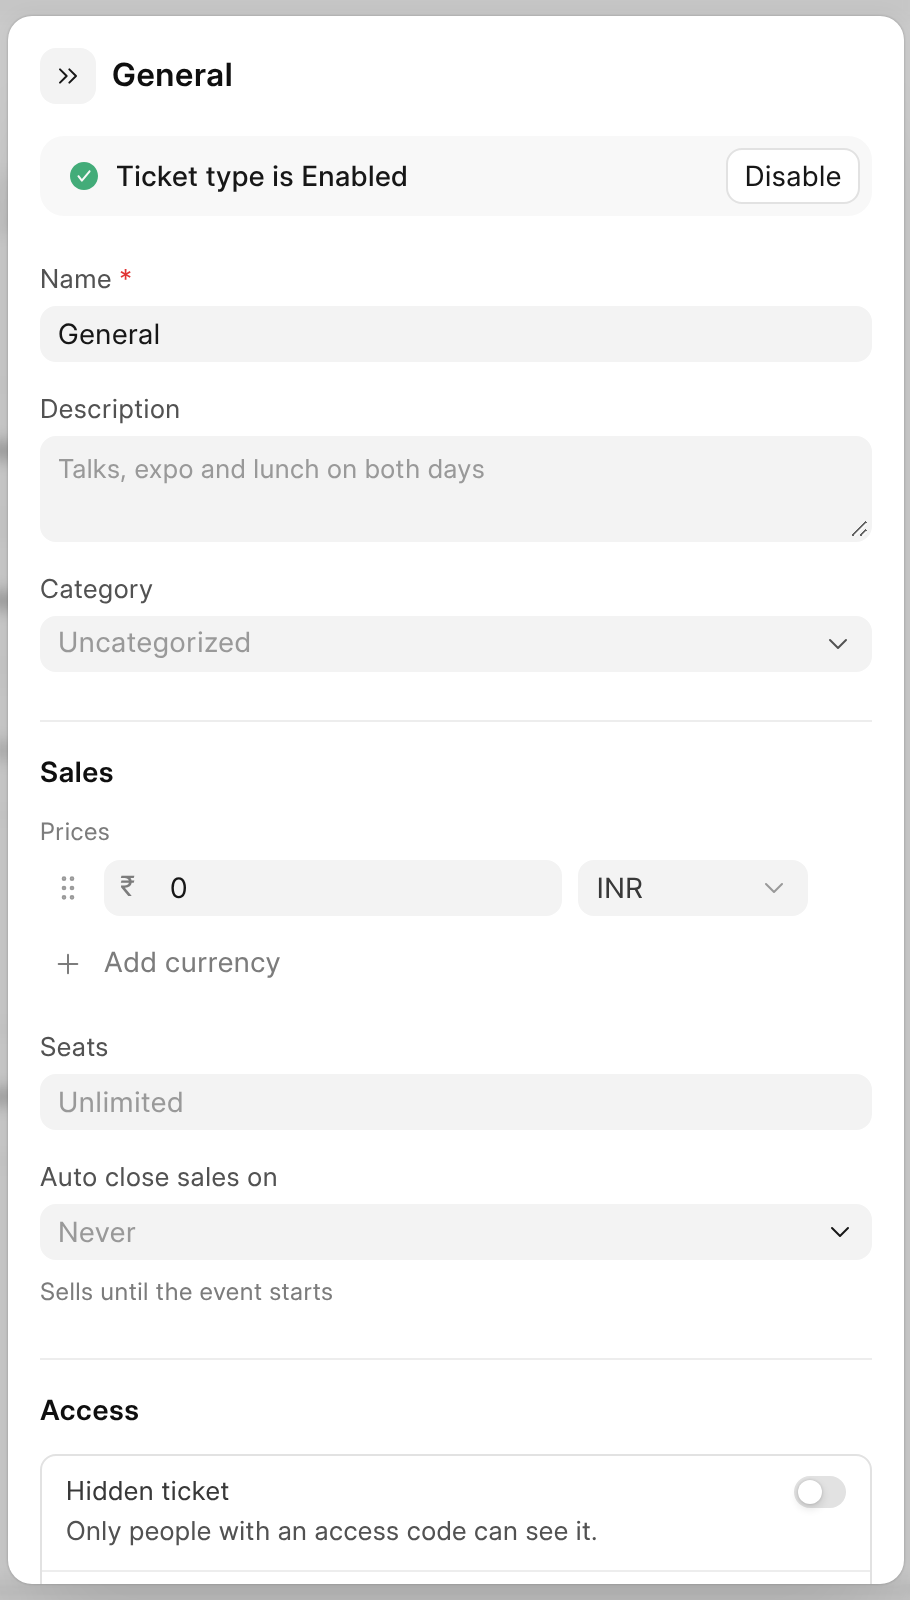 General
Ticket type is Enabled
Disable
Name *
General
Description
Talks, expo and lunch on both days
Category
Uncategorized
Sales
Prices
₹ 0
INR
+ Add currency
Seats
Unlimited
Auto close sales on
Never
Sells until the event starts
Access
Hidden ticket
Only people with an access code can see it.